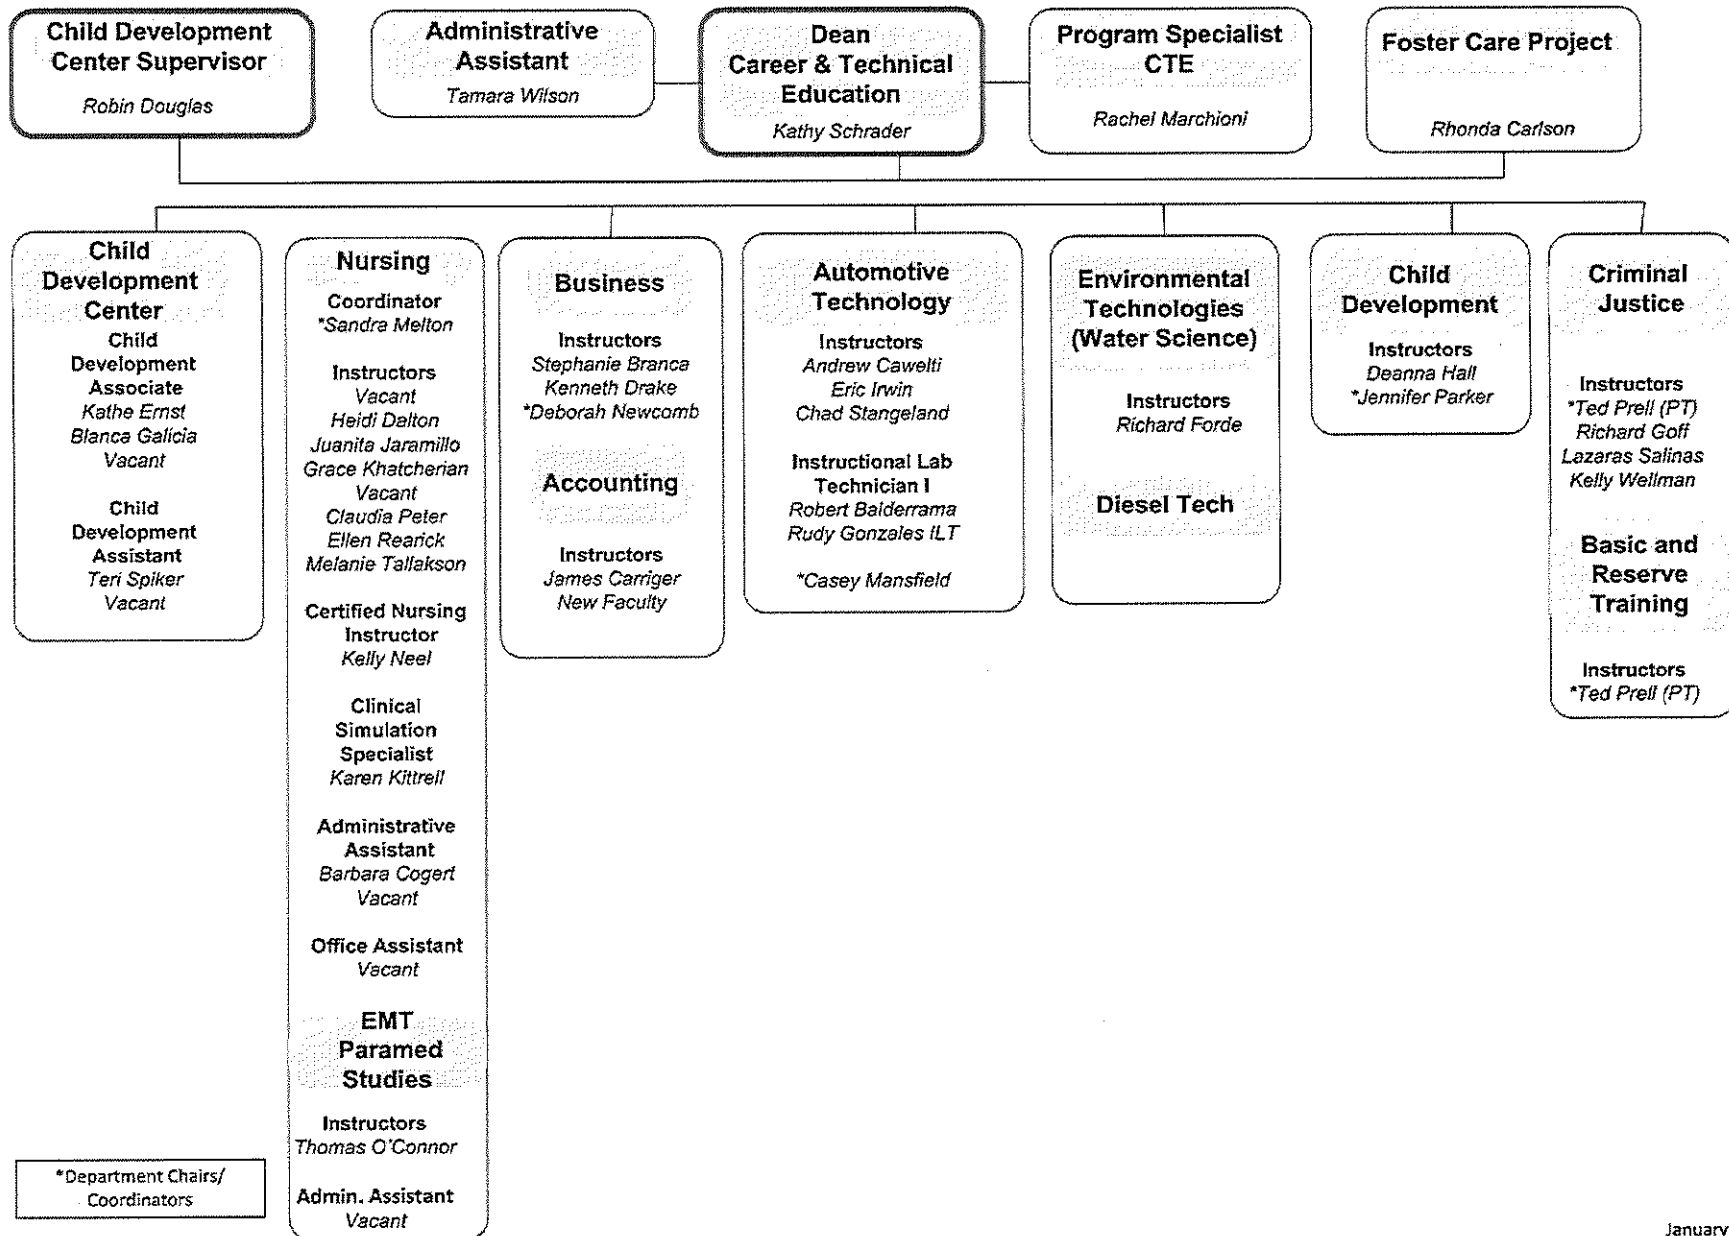 Child Development
Center Supervisor
Robin Douglas
Administrative
Assistant
Tamara Wilson
Dean
Career & Technical
Education
Kathy Schrader
Program Specialist
CTE
Rachel Marchioni
Foster Care Project
Rhonda Carlson
Child
Development
Center
Child
Development
Associate
Kathe Ernst
Blanca Galicia
Vacant
Child
Development
Assistant
Teri Spiker
Vacant
Nursing
Coordinator
*Sandra Melton
Instructors
Vacant
Heidi Dalton
Juanita Jaramillo
Grace Khatcherian
Vacant
Claudia Peter
Ellen Rearick
Melanie Tallakson
Certified Nursing
Instructor
Kelly Neel
Clinical
Simulation
Specialist
Karen Kittrell
Administrative
Assistant
Barbara Cogert
Vacant
Office Assistant
Vacant
EMT
Paramed
Studies
Instructors
Thomas O'Connor
Admin. Assistant
Vacant
Business
Instructors
Stephanie Branca
Kenneth Drake
*Deborah Newcomb
Accounting
Instructors
James Carriger
New Faculty
Automotive
Technology
Instructors
Andrew Cawelti
Eric Irwin
Chad Stangeland
Instructional Lab
Technician I
Robert Balderrama
Rudy Gonzales ILT
*Casey Mansfield
Environmental
Technologies
(Water Science)
Instructors
Richard Forde
Diesel Tech
Child
Development
Instructors
Deanna Hall
*Jennifer Parker
Criminal
Justice
Instructors
*Ted Prell (PT)
Richard Goff
Lazaras Salinas
Kelly Wellman
Basic and
Reserve
Training
Instructors
*Ted Prell (PT)
*Department Chairs/
Coordinators
January